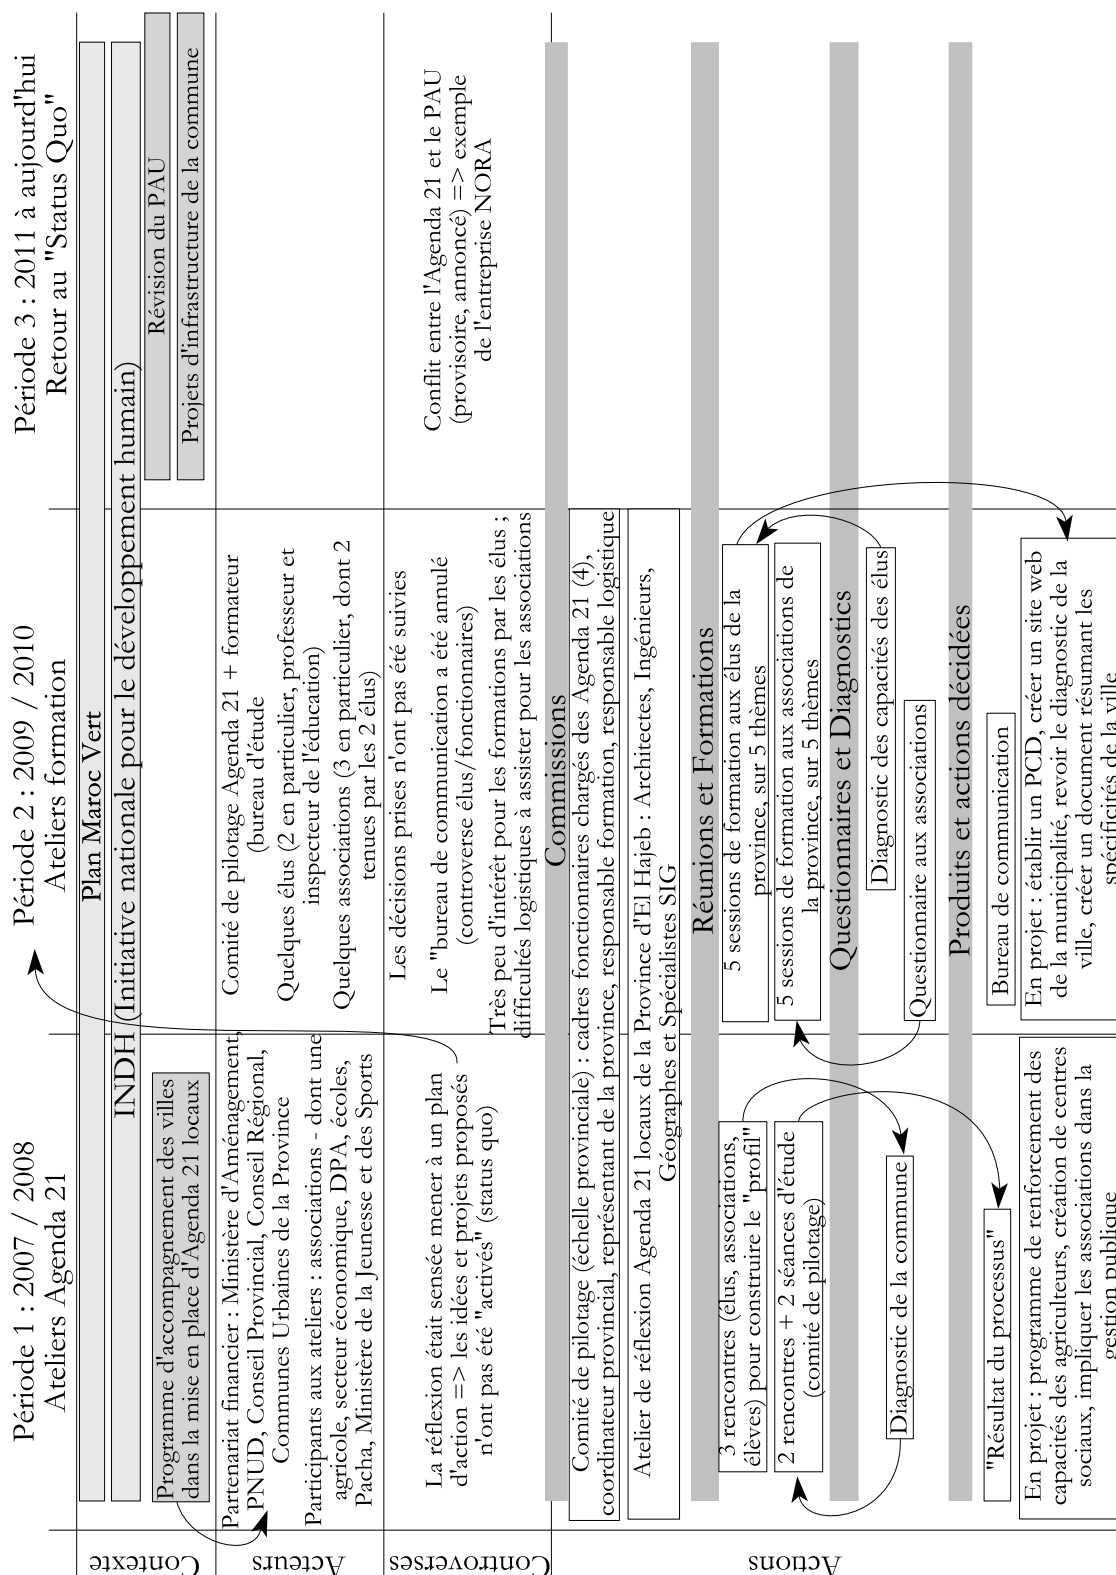 Période 1 : 2007 / 2008
Ateliers Agenda 21
Période 2 : 2009 / 2010
Ateliers formation
Période 3 : 2011 à aujourd'hui
Retour au "Status Quo"
Contexte
Plan Maroc Vert
INDH (Initiative nationale pour le développement humain)
Programme d'accompagnement des villes
dans la mise en place d'Agenda 21 locaux
Révision du PAU
Projets d'infrastructure de la commune
Acteurs
Partenariat financier : Ministère d'Aménagement,
PNUD, Conseil Provincial, Conseil Régional,
Communes Urbaines de la Province
Participants aux ateliers : associations - dont une
agricole, secteur économique, DPA, écoles,
Pacha, Ministère de la Jeunesse et des Sports
Comité de pilotage Agenda 21 + formateur
(bureau d'étude)
Quelques élus (2 en particulier, professeur et
inspecteur de l'éducation)
Quelques associations (3 en particulier, dont 2
tenues par les 2 élus)
Controverses
La réflexion était sensée mener à un plan
d'action => les idées et projets proposés
n'ont pas été "activés" (status quo)
Les décisions prises n'ont pas été suivies
Le "bureau de communication a été annulé
(controverse élus/fonctionnaires)
Très peu d'intérêt pour les formations par les élus ;
difficultés logistiques à assister pour les associations
Conflit entre l'Agenda 21 et le PAU
(provisoire, annoncé) => exemple
de l'entreprise NORA
Actions
Commissions
Comité de pilotage (échelle provinciale) : cadres fonctionnaires chargés des Agenda 21 (4),
coordinateur provincial, représentant de la province, responsable formation, responsable logistique
Atelier de réflexion Agenda 21 locaux de la Province d'El Hajeb : Architectes, Ingénieurs,
Géographes et Spécialistes SIG
Réunions et Formations
3 rencontres (élus, associations,
élèves) pour construire le "profil"
2 rencontres + 2 séances d'étude
(comité de pilotage)
5 sessions de formation aux élus de la
province, sur 5 thèmes
5 sessions de formation aux associations de
la province, sur 5 thèmes
Questionnaires et Diagnostics
Diagnostic de la commune
Diagnostic des capacités des élus
Questionnaire aux associations
Produits et actions décidées
"Résultat du processus"
En projet : programme de renforcement des
capacités des agriculteurs, création de centres
sociaux, impliquer les associations dans la
gestion publique
Bureau de communication
En projet : établir un PCD, créer un site web
de la municipalité, revoir le diagnostic de la
ville, créer un document résumant les
spécificités de la ville